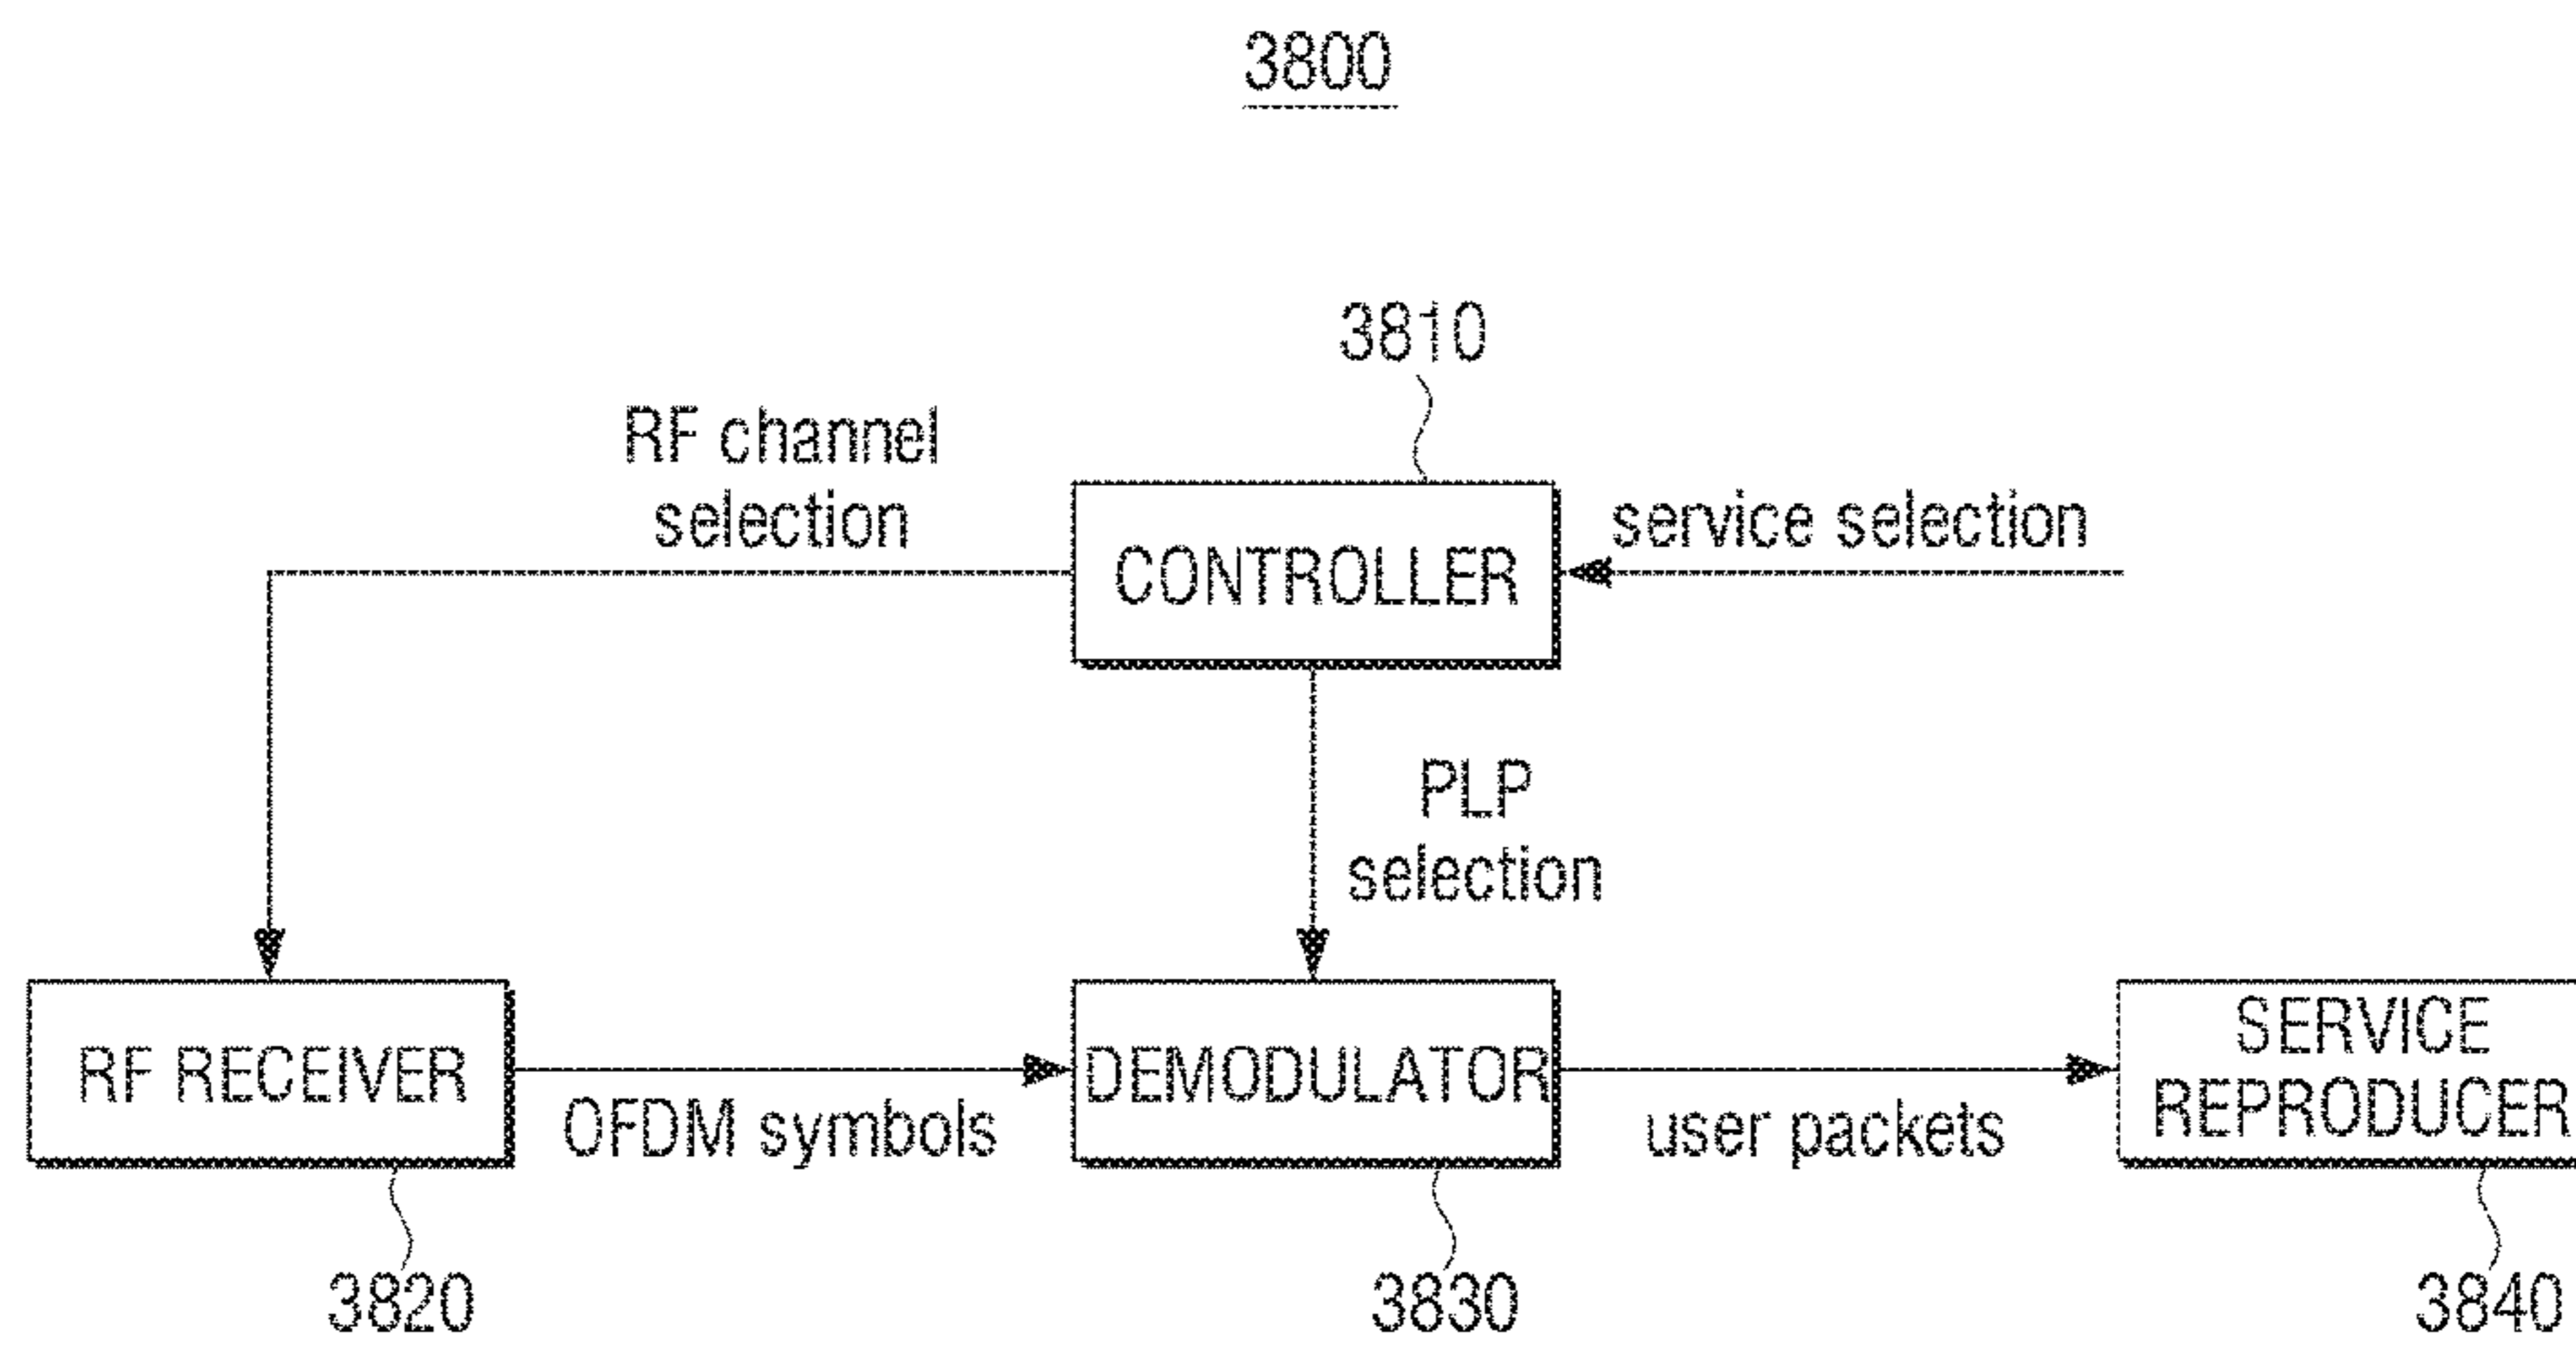 3800
3810
RF channel
selection
CONTROLLER
service selection
PLP
selection
RF RECEIVER
OFDM symbols
DEMODULATOR
user packets
SERVICE
REPRODUCER
3820
3830
3840